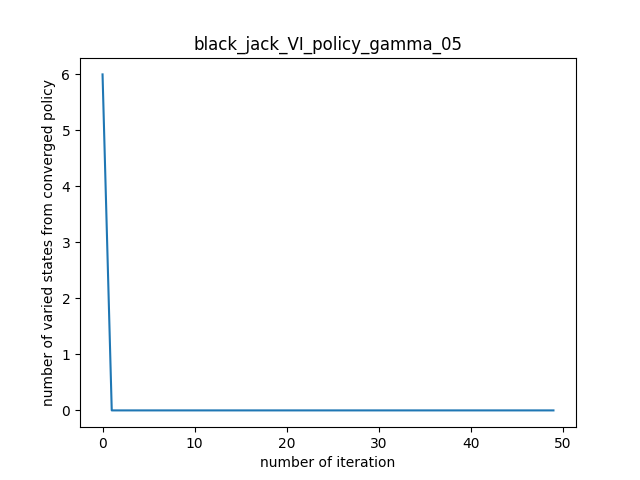 black_jack_VI_policy_gamma_05
number of varied states from converged policy
6
5
4
3
2
1
0
0 10 20 30 40 50
number of iteration